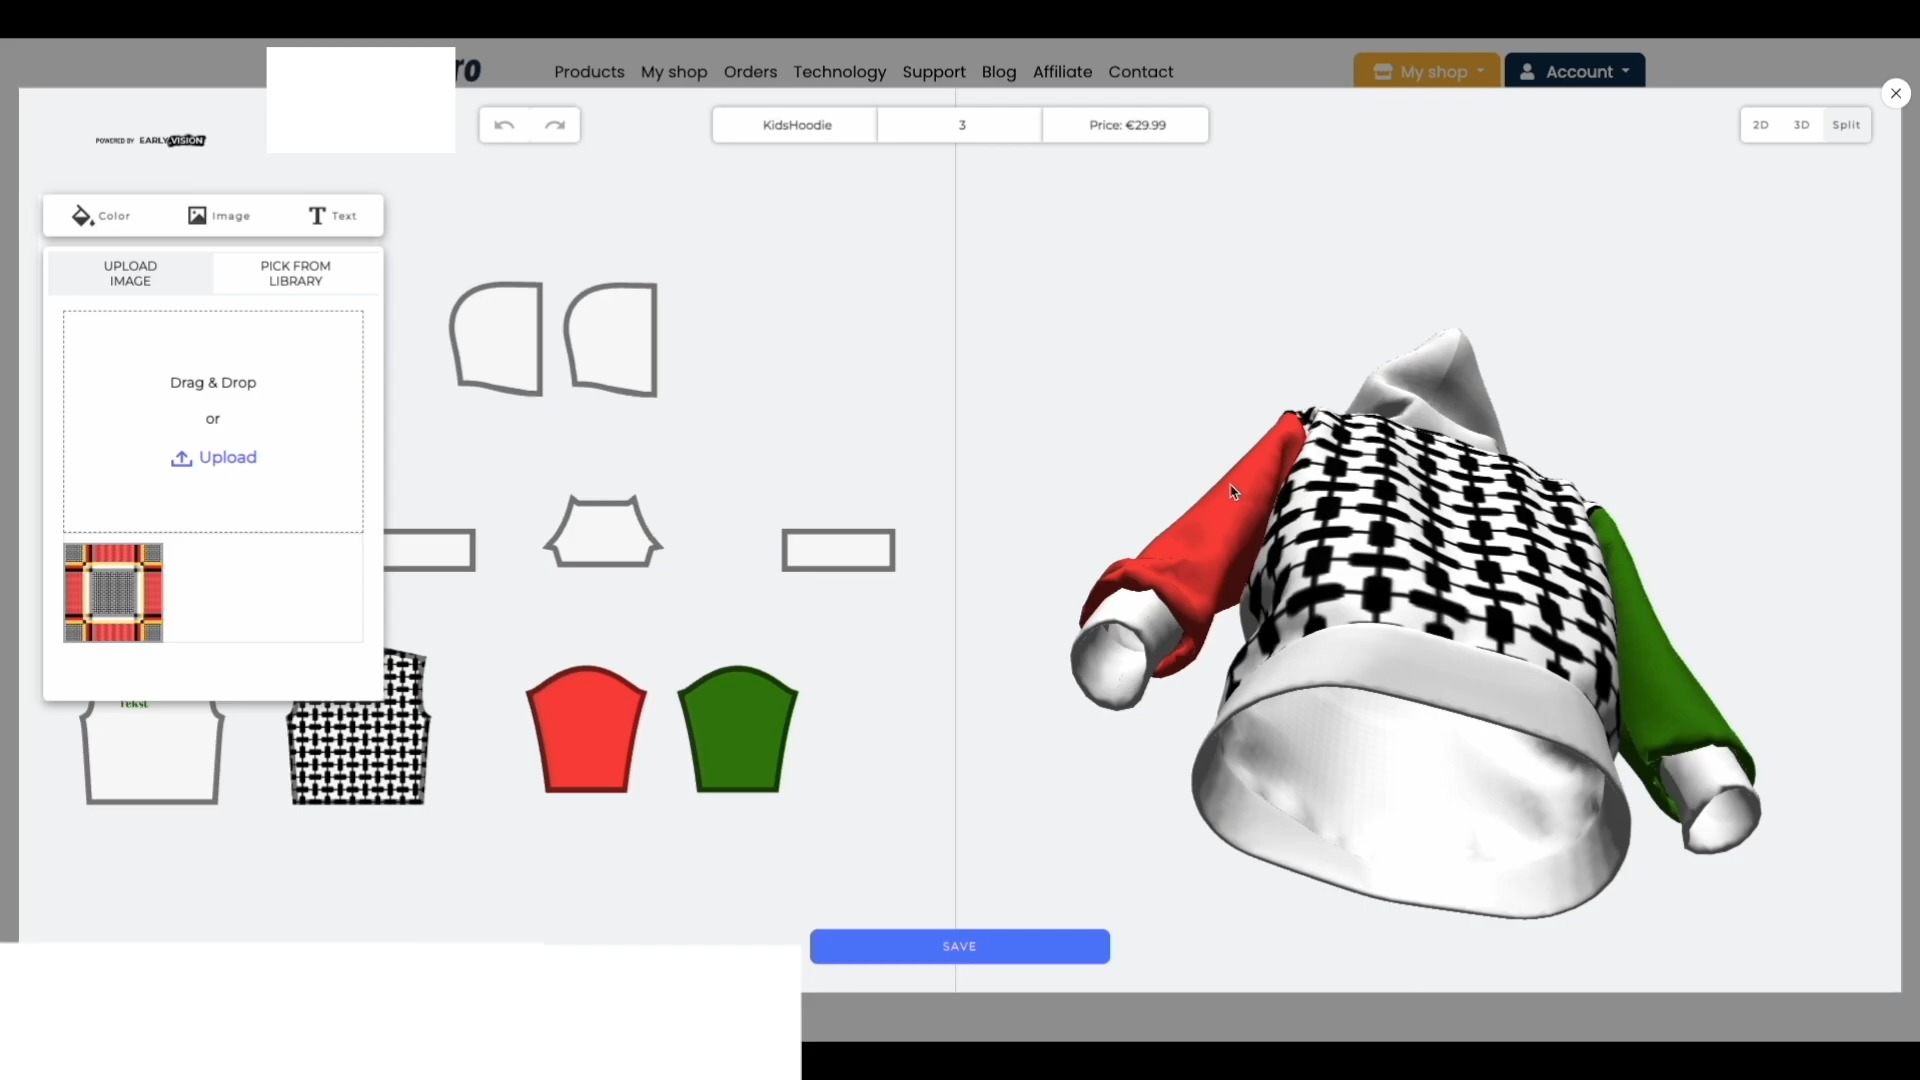 ro
Products My shop Orders Technology Support Blog Affiliate Contact
My shop
Account
POWERED BY EARLYVISION
KidsHoodie
3
Price: €29.99
2D 3D Split
Color Image Text
UPLOAD
IMAGE
PICK FROM
LIBRARY
Drag & Drop
or
Upload
Tekst
SAVE